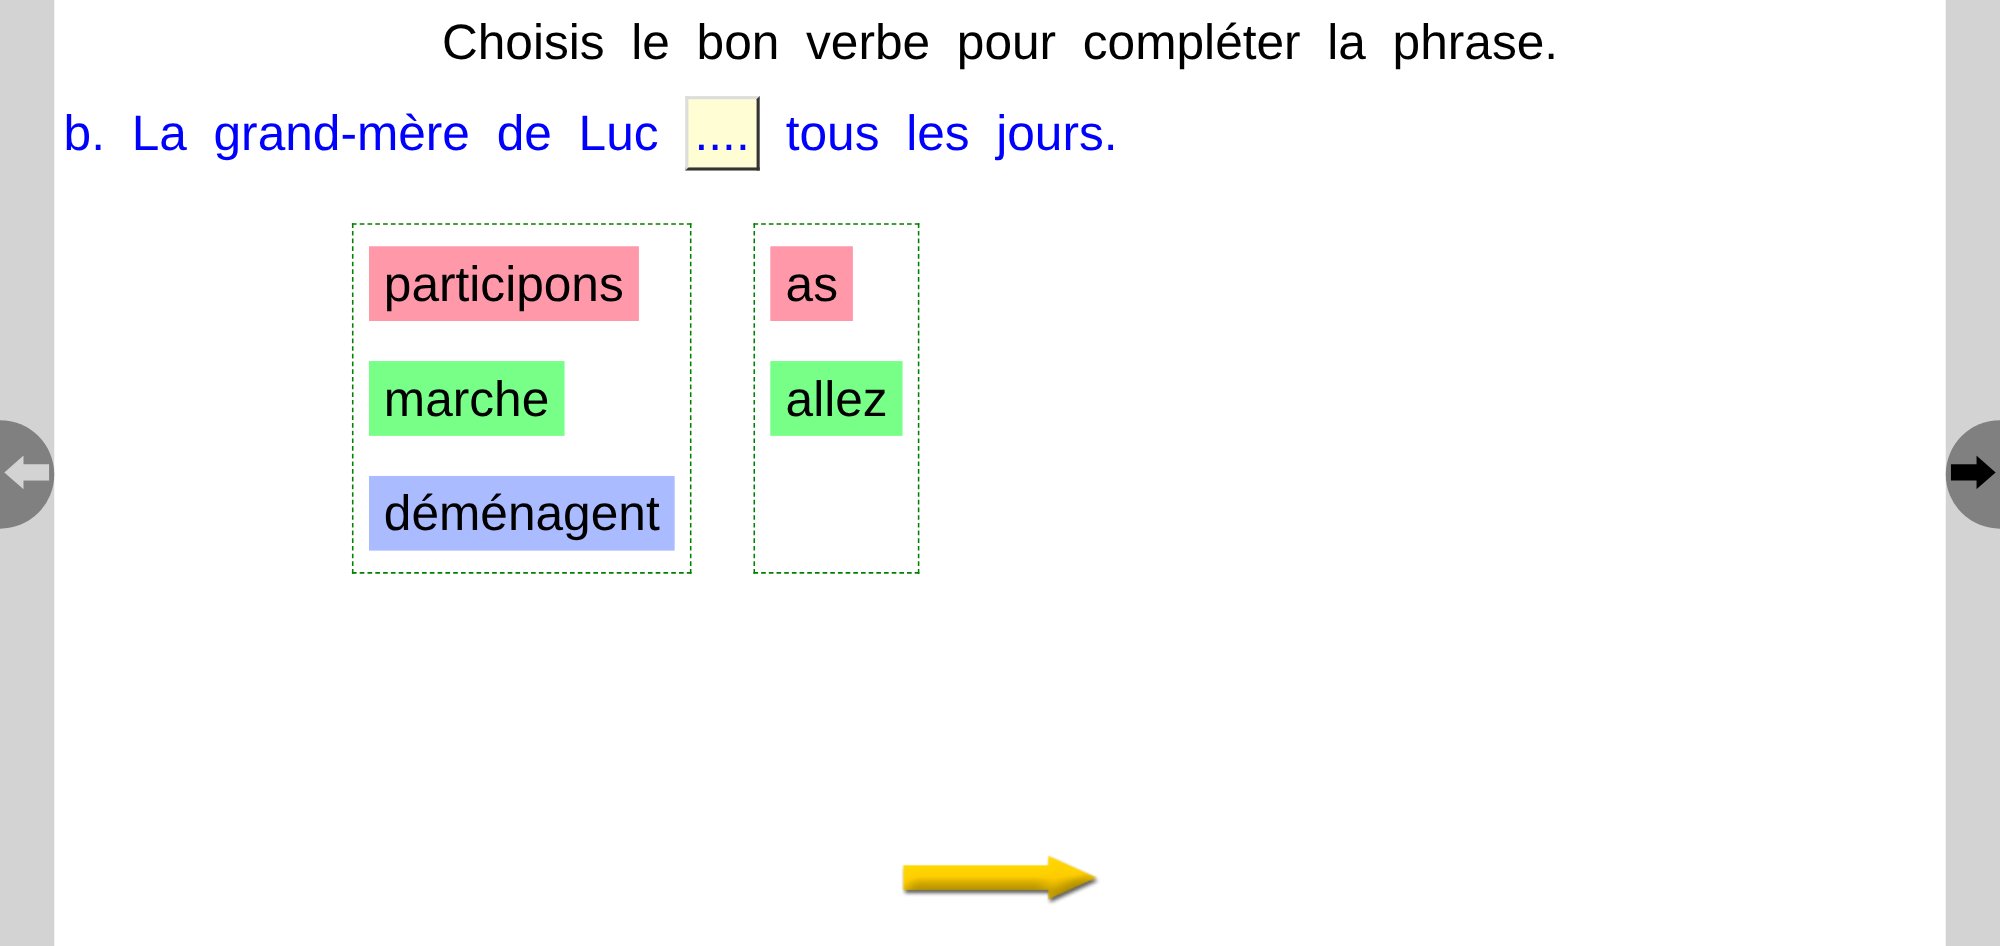 Choisis le bon verbe pour compléter la phrase.
b. La grand-mère de Luc .... tous les jours.
participons
marche
déménagent
as
allez